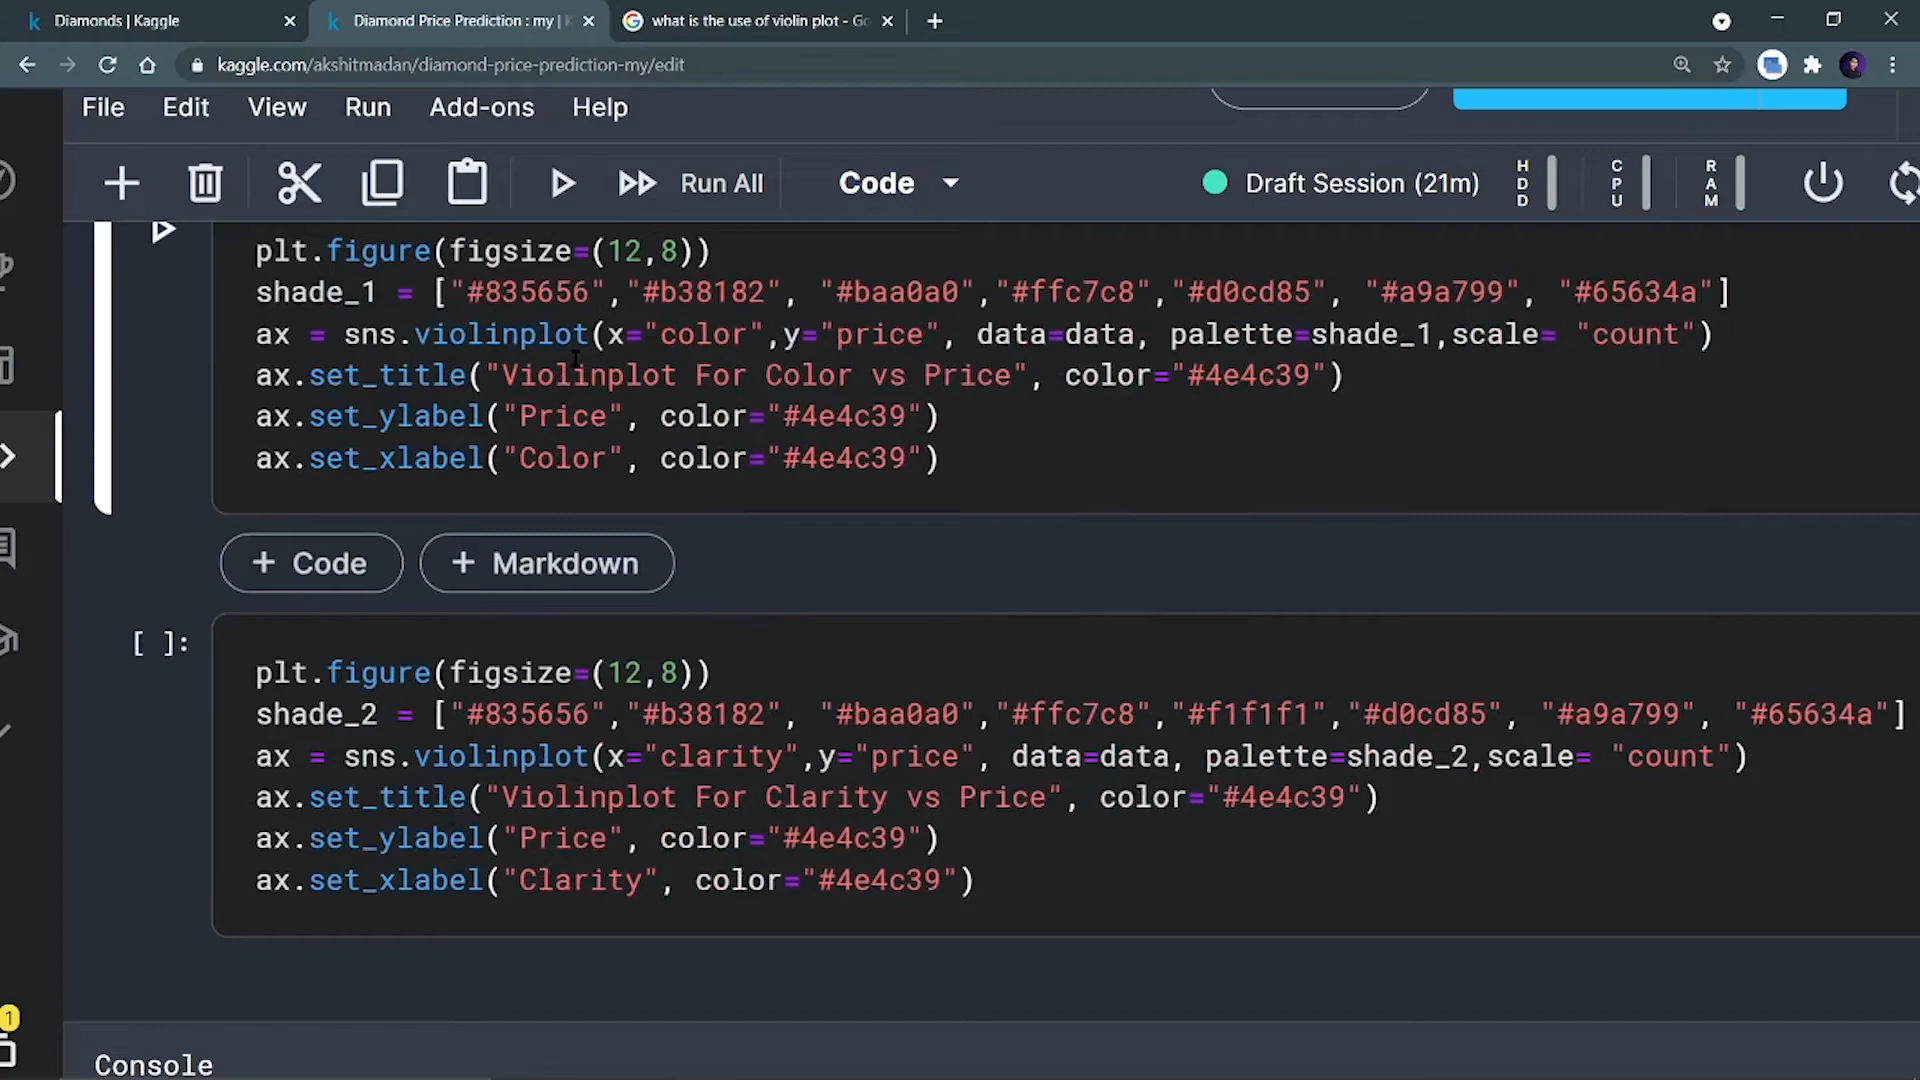 Diamonds | Kaggle
Diamond Price Prediction : my |
what is the use of violin plot - Go
kaggle.com/akshitmadan/diamond-price-prediction-my/edit
File Edit View Run Add-ons Help
Run All
Code
Draft Session (21m)
HDD
CPU
RAM
plt.figure(figsize=(12,8))
shade_1 = ["#835656","#b38182", "#baa0a0","#ffc7c8","#d0cd85", "#a9a799", "#65634a"]
ax = sns.violinplot(x="color",y="price", data=data, palette=shade_1,scale= "count")
ax.set_title("Violinplot For Color vs Price", color="#4e4c39")
ax.set_ylabel("Price", color="#4e4c39")
ax.set_xlabel("Color", color="#4e4c39")
+ Code
+ Markdown
[ ]:
plt.figure(figsize=(12,8))
shade_2 = ["#835656","#b38182", "#baa0a0","#ffc7c8","#f1f1f1","#d0cd85", "#a9a799", "#65634a"]
ax = sns.violinplot(x="clarity",y="price", data=data, palette=shade_2,scale= "count")
ax.set_title("Violinplot For Clarity vs Price", color="#4e4c39")
ax.set_ylabel("Price", color="#4e4c39")
ax.set_xlabel("Clarity", color="#4e4c39")
1
Console